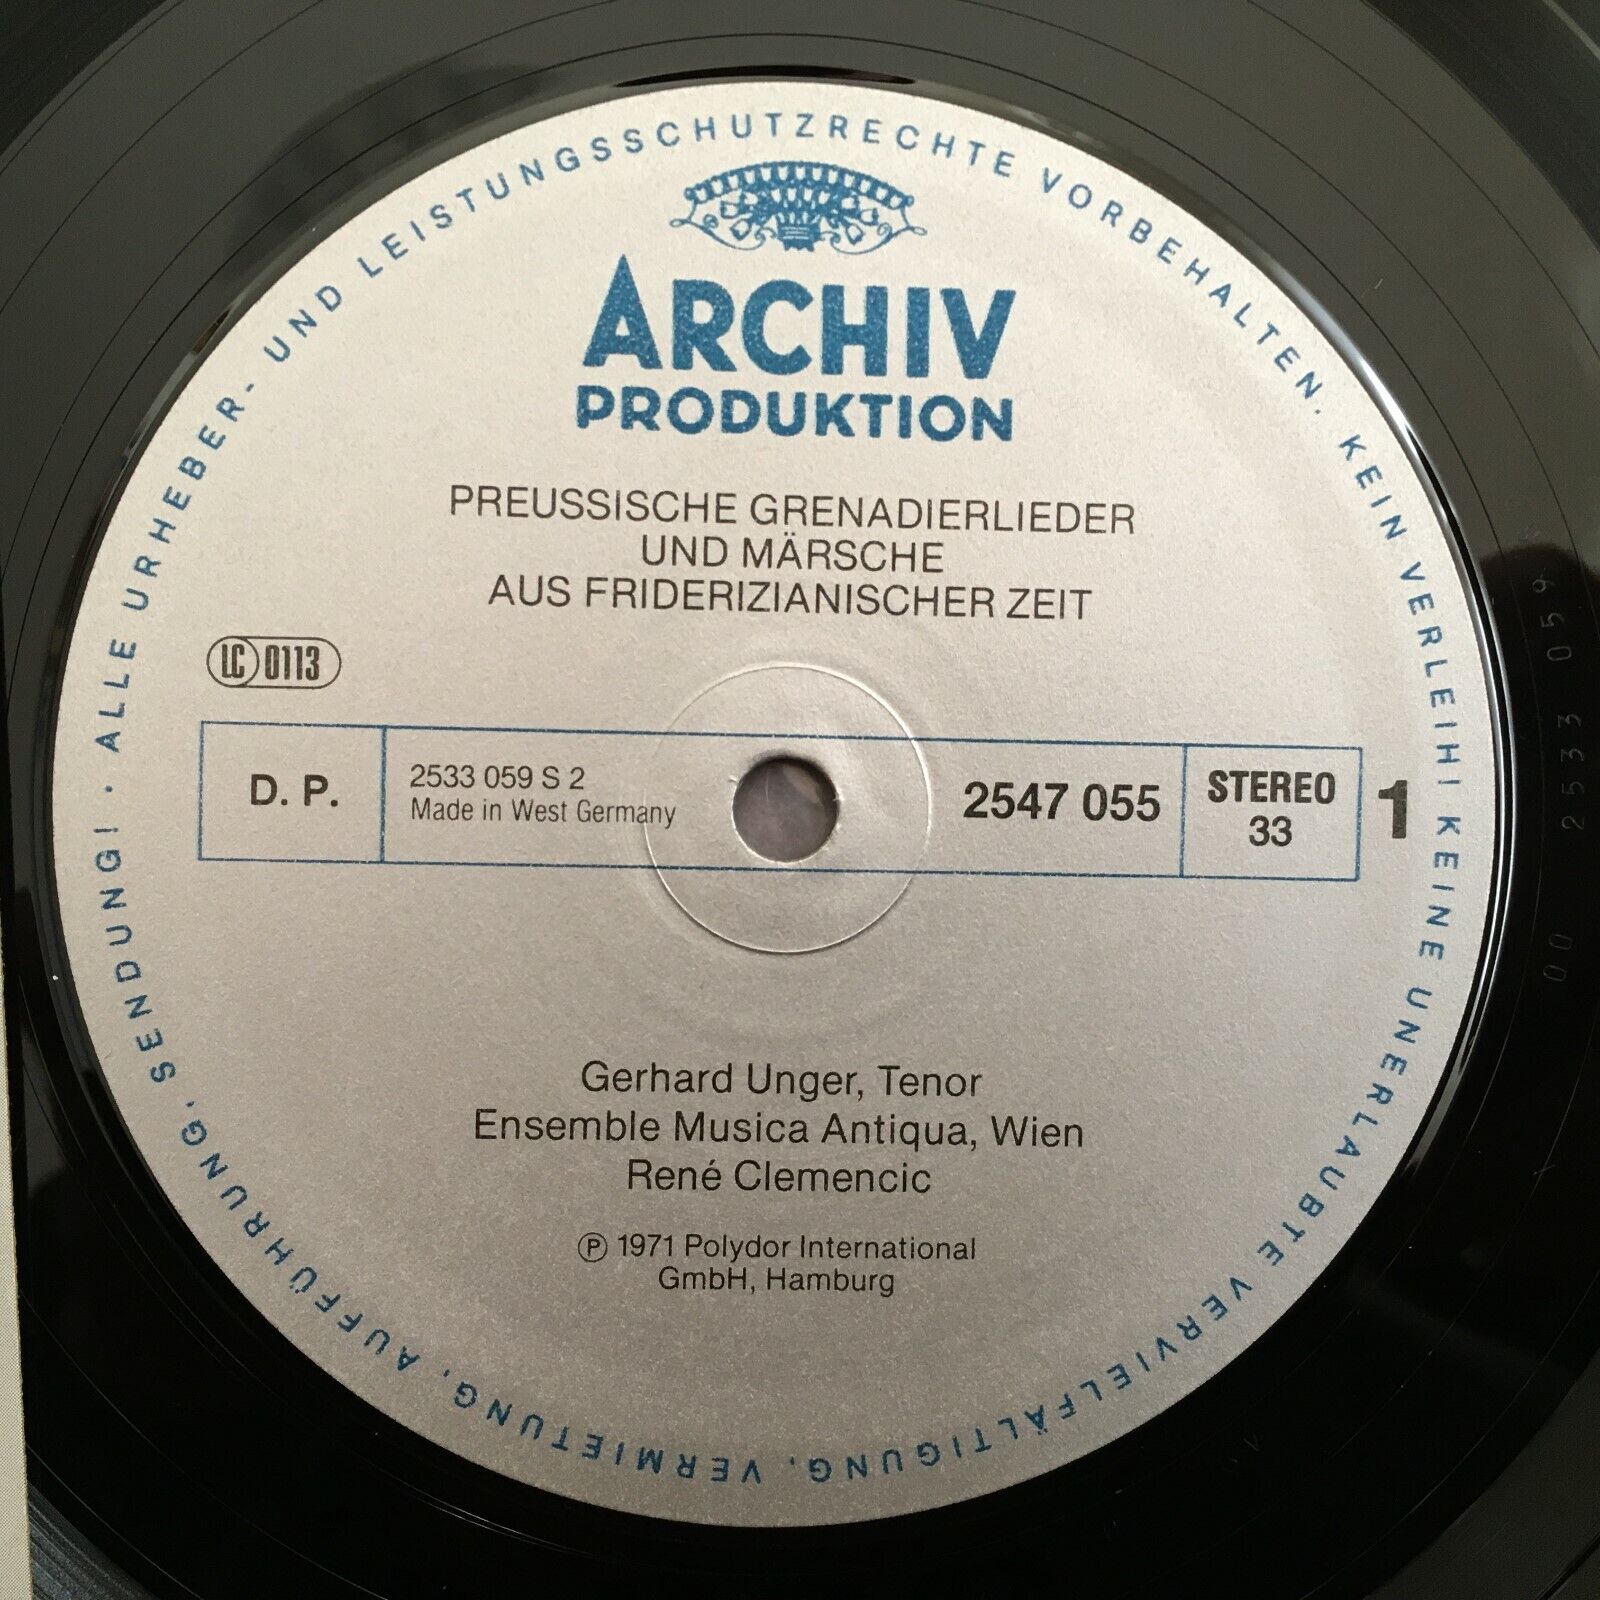 ALLE URHEBER- UND LEISTUNGSSCHUTZRECHTE VORBEHALTEN. KEIN VERLEIH! KEINE UNERLAUBTE VERVIELFÄLTIGUNG, VERMIETUNG, AUFFÜHRUNG, SENDUNG! ·
ARCHIV
PRODUKTION
PREUSSISCHE GRENADIERLIEDER
UND MÄRSCHE
AUS FRIDERIZIANISCHER ZEIT
LC 0113
D. P.
2533 059 S 2
Made in West Germany
2547 055
STEREO
33
1
Gerhard Unger, Tenor
Ensemble Musica Antiqua, Wien
René Clemencic
℗ 1971 Polydor International
GmbH, Hamburg
00 2533 059